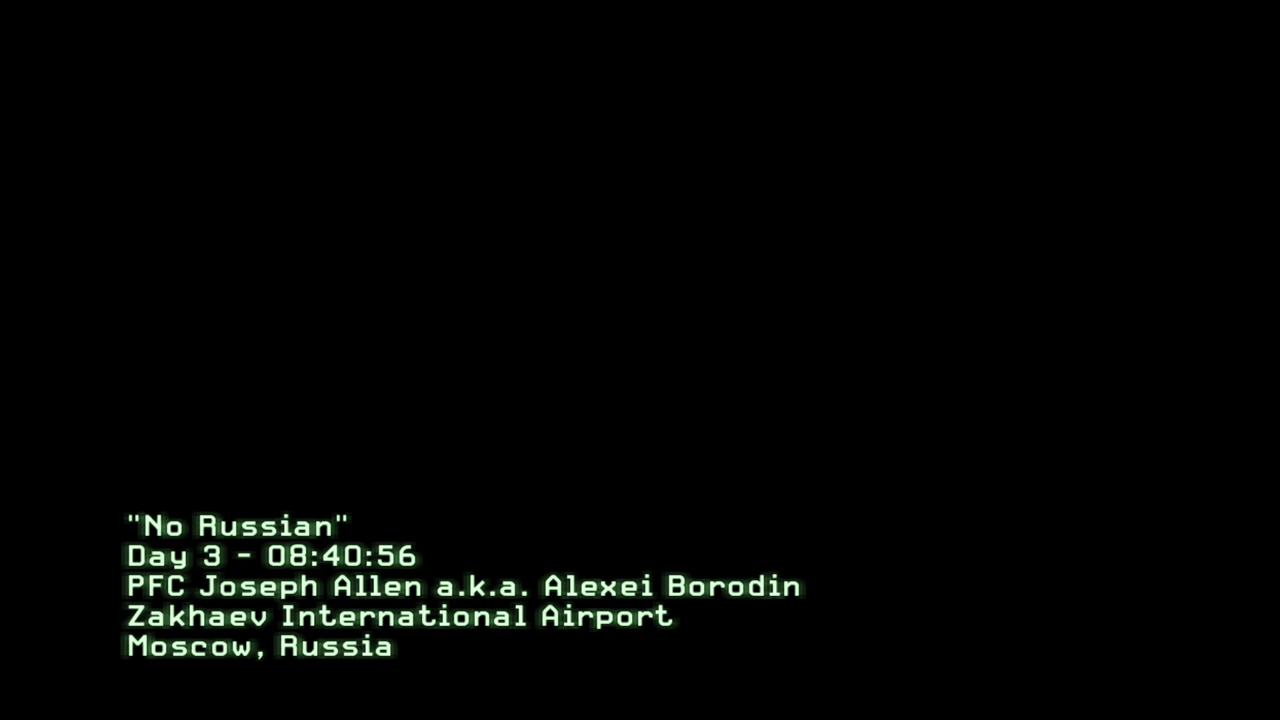 "No Russian"
Day 3 - 08:40:56
PFC Joseph Allen a.k.a. Alexei Borodin
Zakhaev International Airport
Moscow, Russia